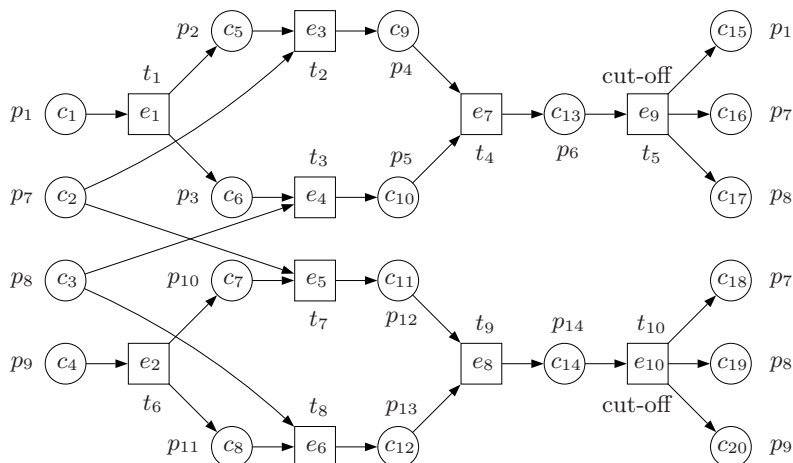 p2 c5 e3 c9 c15 p1
t1 t2 p4 cut-off
p1 c1 e1 e7 c13 e9 c16 p7
t3 p5 t4 p6 t5
p7 c2 p3 c6 e4 c10 c17 p8
p8 c3 p10 c7 e5 c11 c18 p7
t7 p12 t9 p14 t10
p9 c4 e2 e8 c14 e10 c19 p8
t6 t8 p13 cut-off
p11 c8 e6 c12 c20 p9